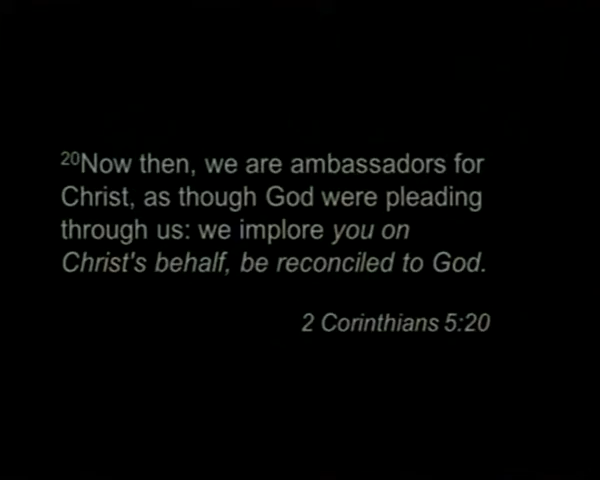 20Now then, we are ambassadors for
Christ, as though God were pleading
through us: we implore you on
Christ's behalf, be reconciled to God.
2 Corinthians 5:20